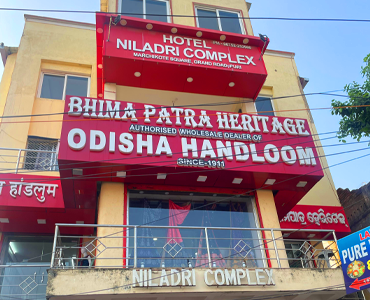 HOTEL
NILADRI COMPLEX
MARCHIKOTE SQUARE, GRAND ROAD, PURI
BHIMA PATRA HERITAGE
AUTHORISED WHOLESALE DEALER OF
ODISHA HANDLOOM
SINCE-1911
हांडलुम
ହେରିଟେଜ
NILADRI COMPLEX
PURE